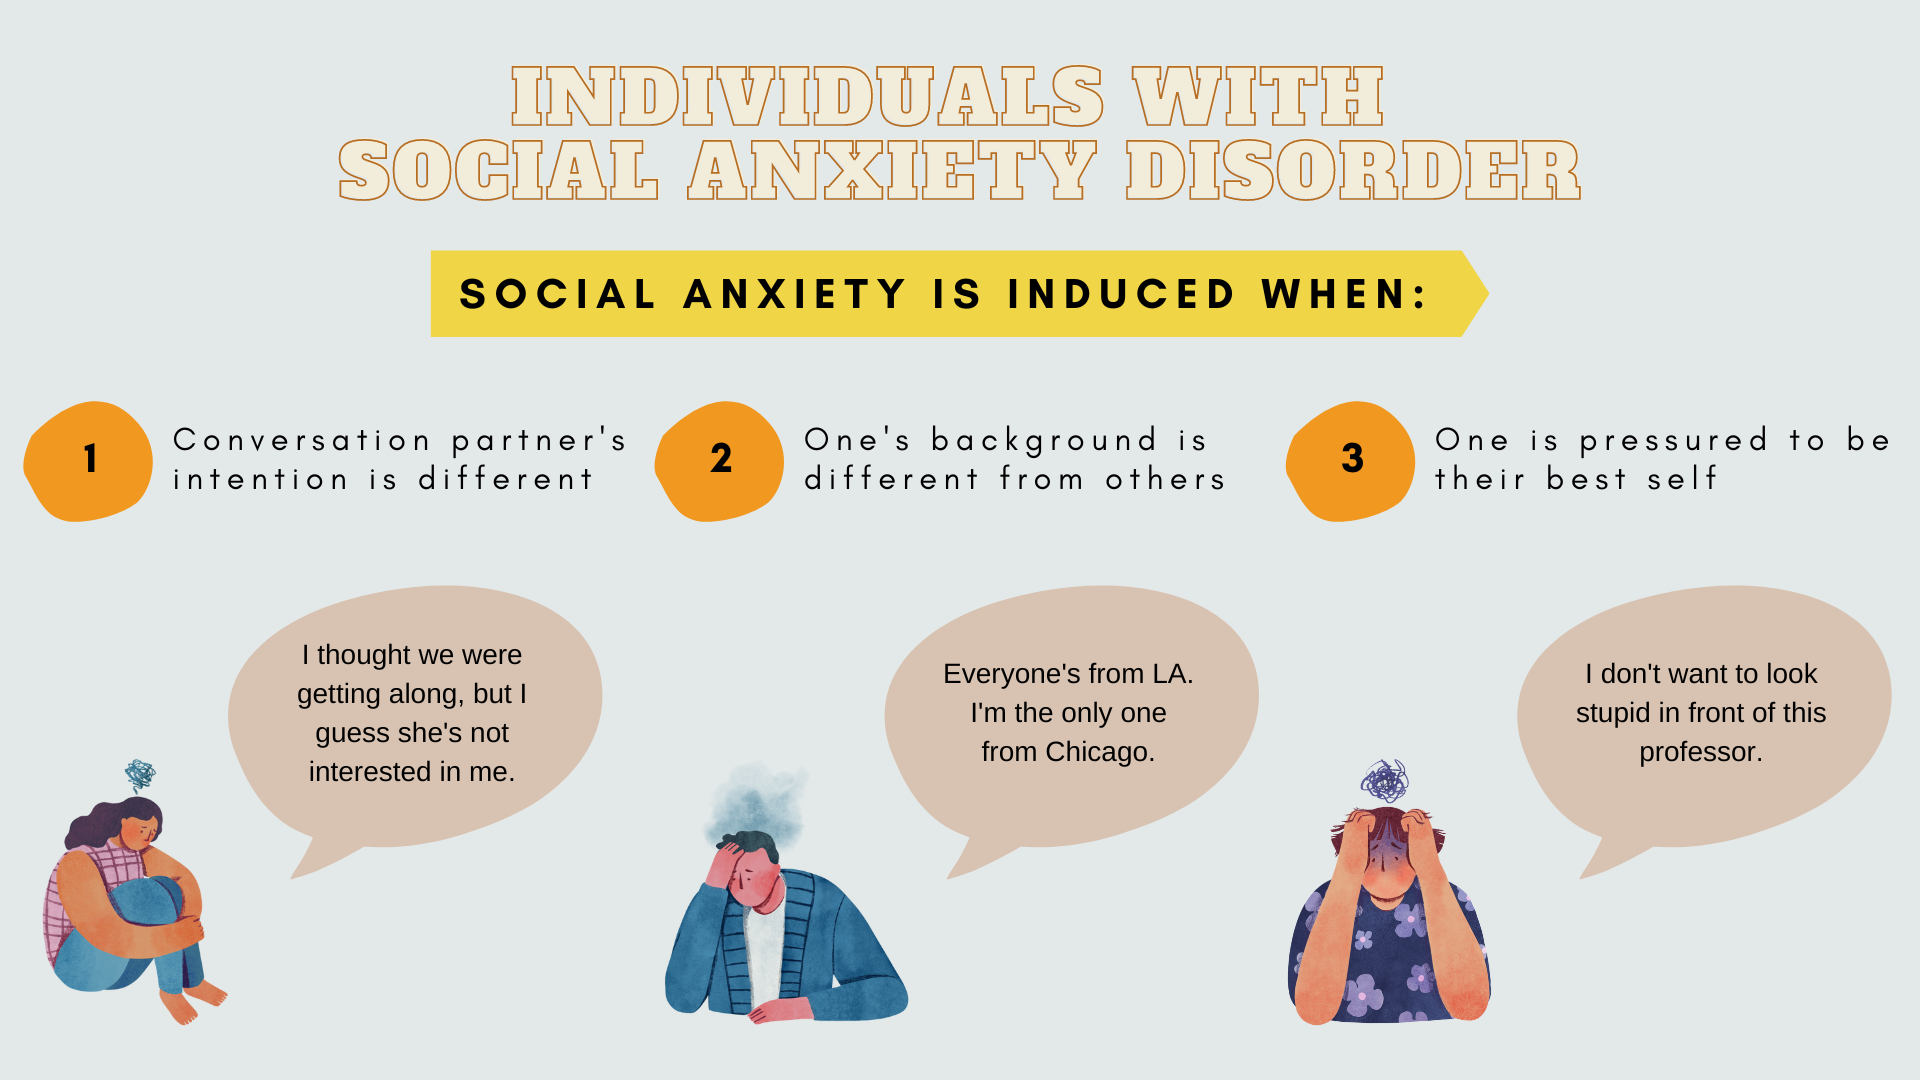 INDIVIDUALS WITH
SOCIAL ANXIETY DISORDER
SOCIAL ANXIETY IS INDUCED WHEN:
1
Conversation partner's
intention is different
2
One's background is
different from others
3
One is pressured to be
their best self
I thought we were
getting along, but I
guess she's not
interested in me.
Everyone's from LA.
I'm the only one
from Chicago.
I don't want to look
stupid in front of this
professor.